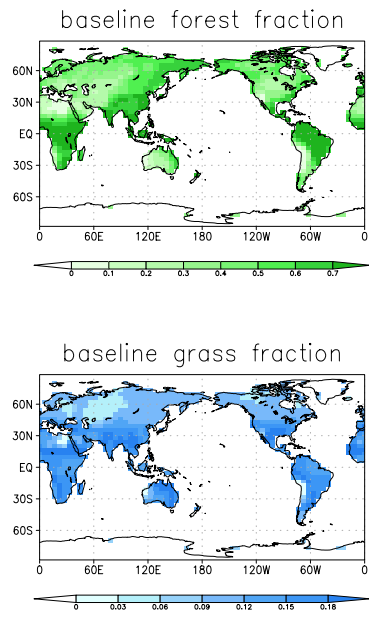 baseline forest fraction
60N
30N
EQ
30S
60S
0 60E 120E 180 120W 60W 0
0 0.1 0.2 0.3 0.4 0.5 0.6 0.7
baseline grass fraction
60N
30N
EQ
30S
60S
0 60E 120E 180 120W 60W 0
0 0.03 0.06 0.09 0.12 0.15 0.18